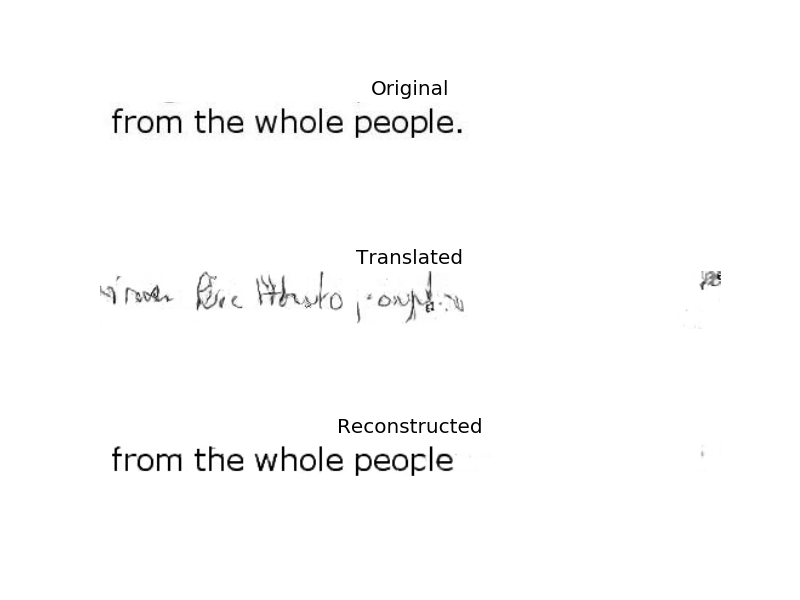 Original
from the whole people.
Translated
Reconstructed
from the whole people